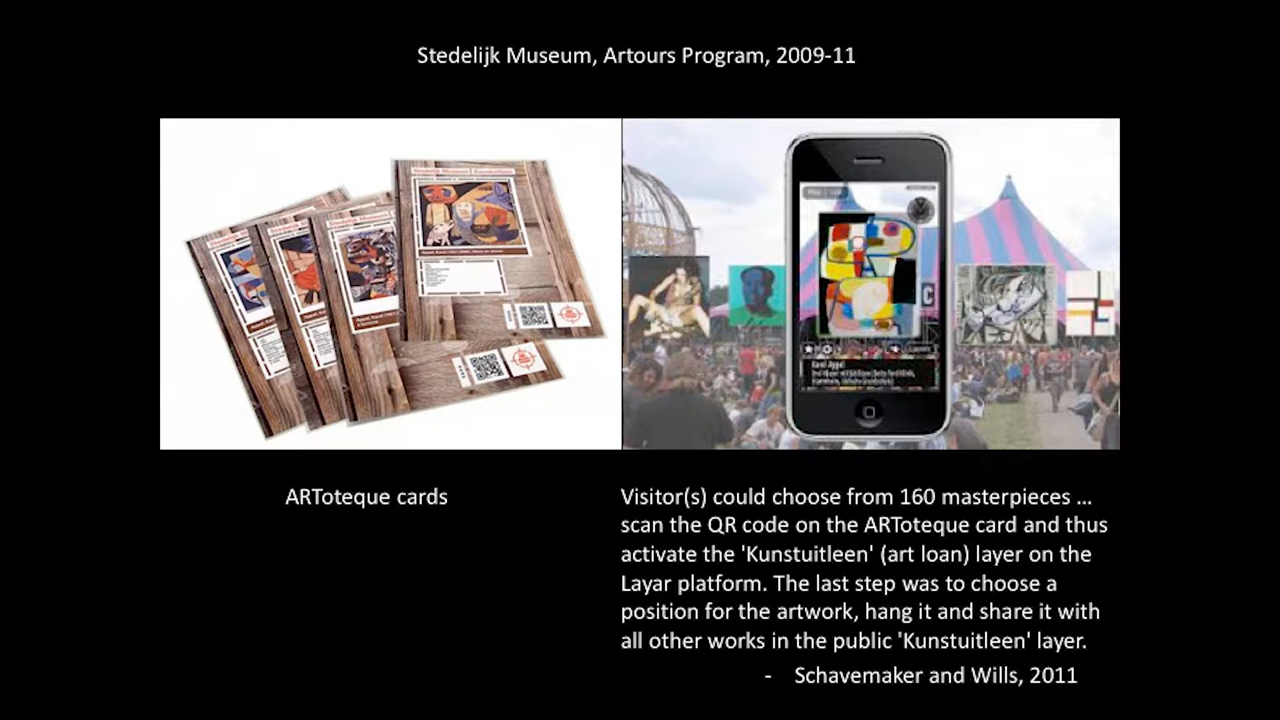 Stedelijk Museum, Artours Program, 2009-11
Karel Appel
ARToteque cards
Visitor(s) could choose from 160 masterpieces ...
scan the QR code on the ARToteque card and thus
activate the 'Kunstuitleen' (art loan) layer on the
Layar platform. The last step was to choose a
position for the artwork, hang it and share it with
all other works in the public 'Kunstuitleen' layer.
- Schavemaker and Wills, 2011